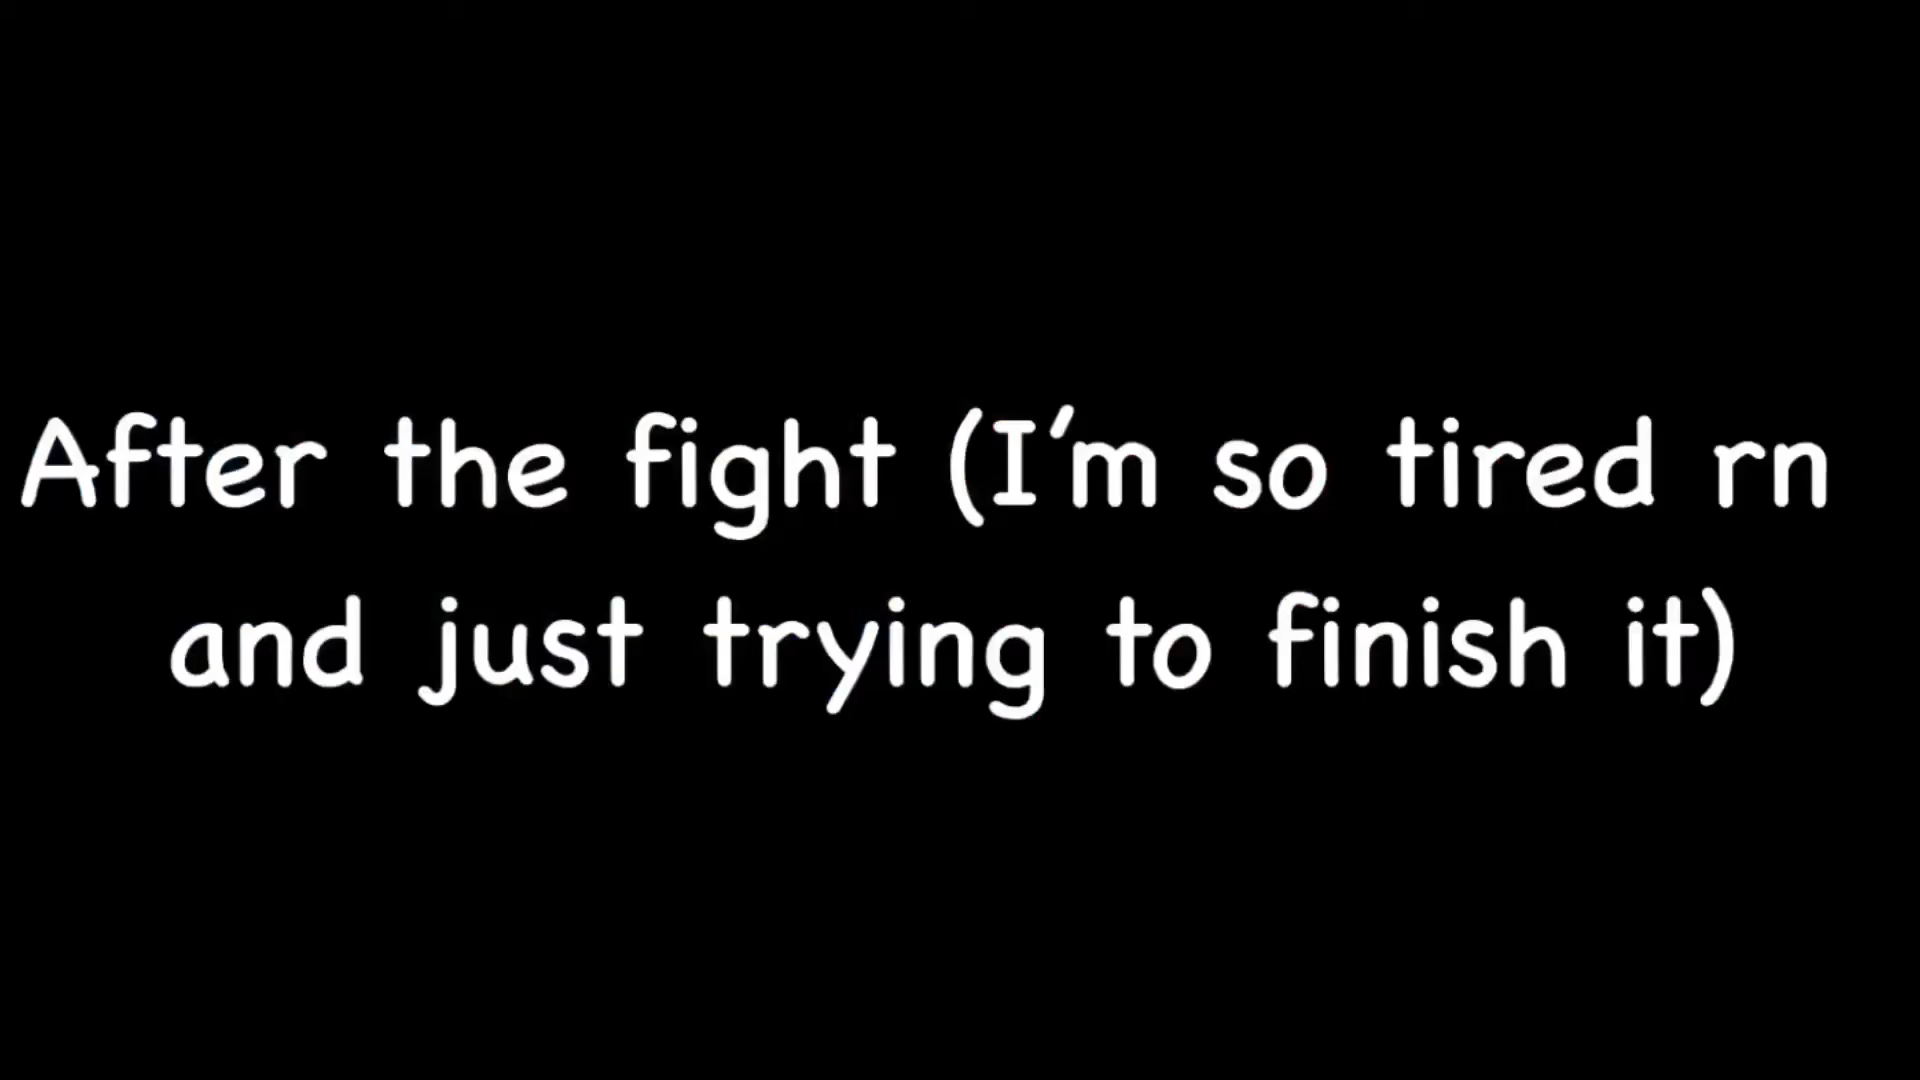 After the fight (I'm so tired rn
and just trying to finish it)